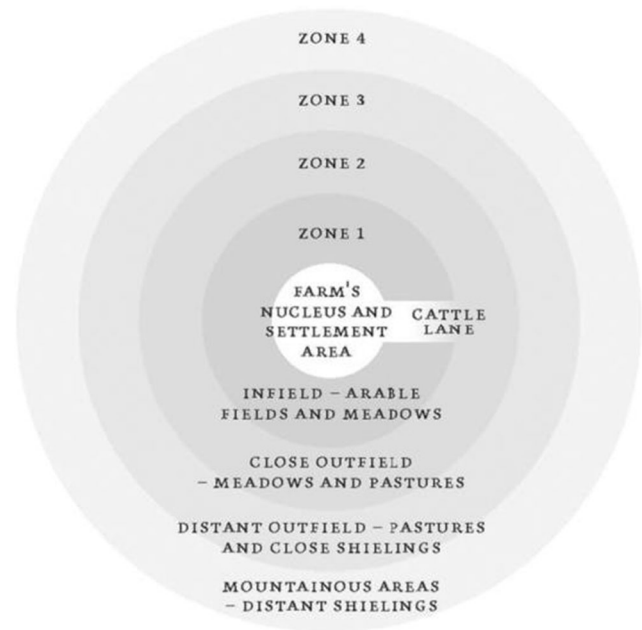 ZONE 4
ZONE 3
ZONE 2
ZONE 1
FARM'S
NUCLEUS AND
SETTLEMENT
AREA
CATTLE
LANE
INFIELD – ARABLE
FIELDS AND MEADOWS
CLOSE OUTFIELD
– MEADOWS AND PASTURES
DISTANT OUTFIELD – PASTURES
AND CLOSE SHIELINGS
MOUNTAINOUS AREAS
– DISTANT SHIELINGS